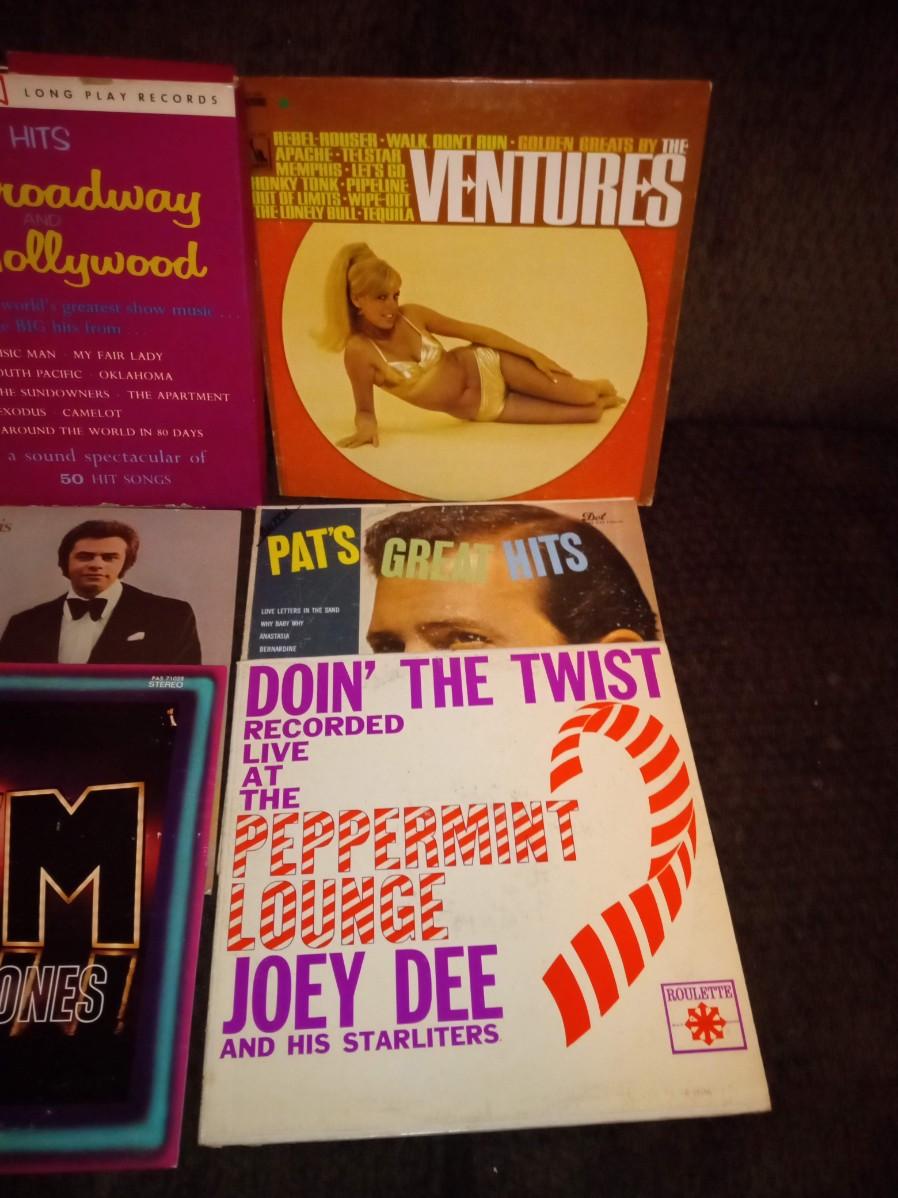 LONG PLAY RECORDS
HITS
roadway
AND
ollywood
world's greatest show music ...
BIG hits from ...
SIC MAN · MY FAIR LADY
OUTH PACIFIC · OKLAHOMA
HE SUNDOWNERS · THE APARTMENT
EXODUS · CAMELOT
AROUND THE WORLD IN 80 DAYS
a sound spectacular of
50 HIT SONGS
REBEL-ROUSER · WALK, DON'T RUN · GOLDEN GREATS BY THE
APACHE · TELSTAR
MEMPHIS · LET'S GO
HONKY TONK · PIPELINE
OUT OF LIMITS · WIPE-OUT
THE LONELY BULL · TEQUILA
VENTURES
is
PAT'S GREAT HITS
Dot
LOVE LETTERS IN THE SAND
WHY BABY WHY
ANASTASIA
BERNARDINE
PAS 71028
STEREO
M
ONES
DOIN' THE TWIST
RECORDED
LIVE
AT
THE
PEPPERMINT
LOUNGE
JOEY DEE
AND HIS STARLITERS
ROULETTE